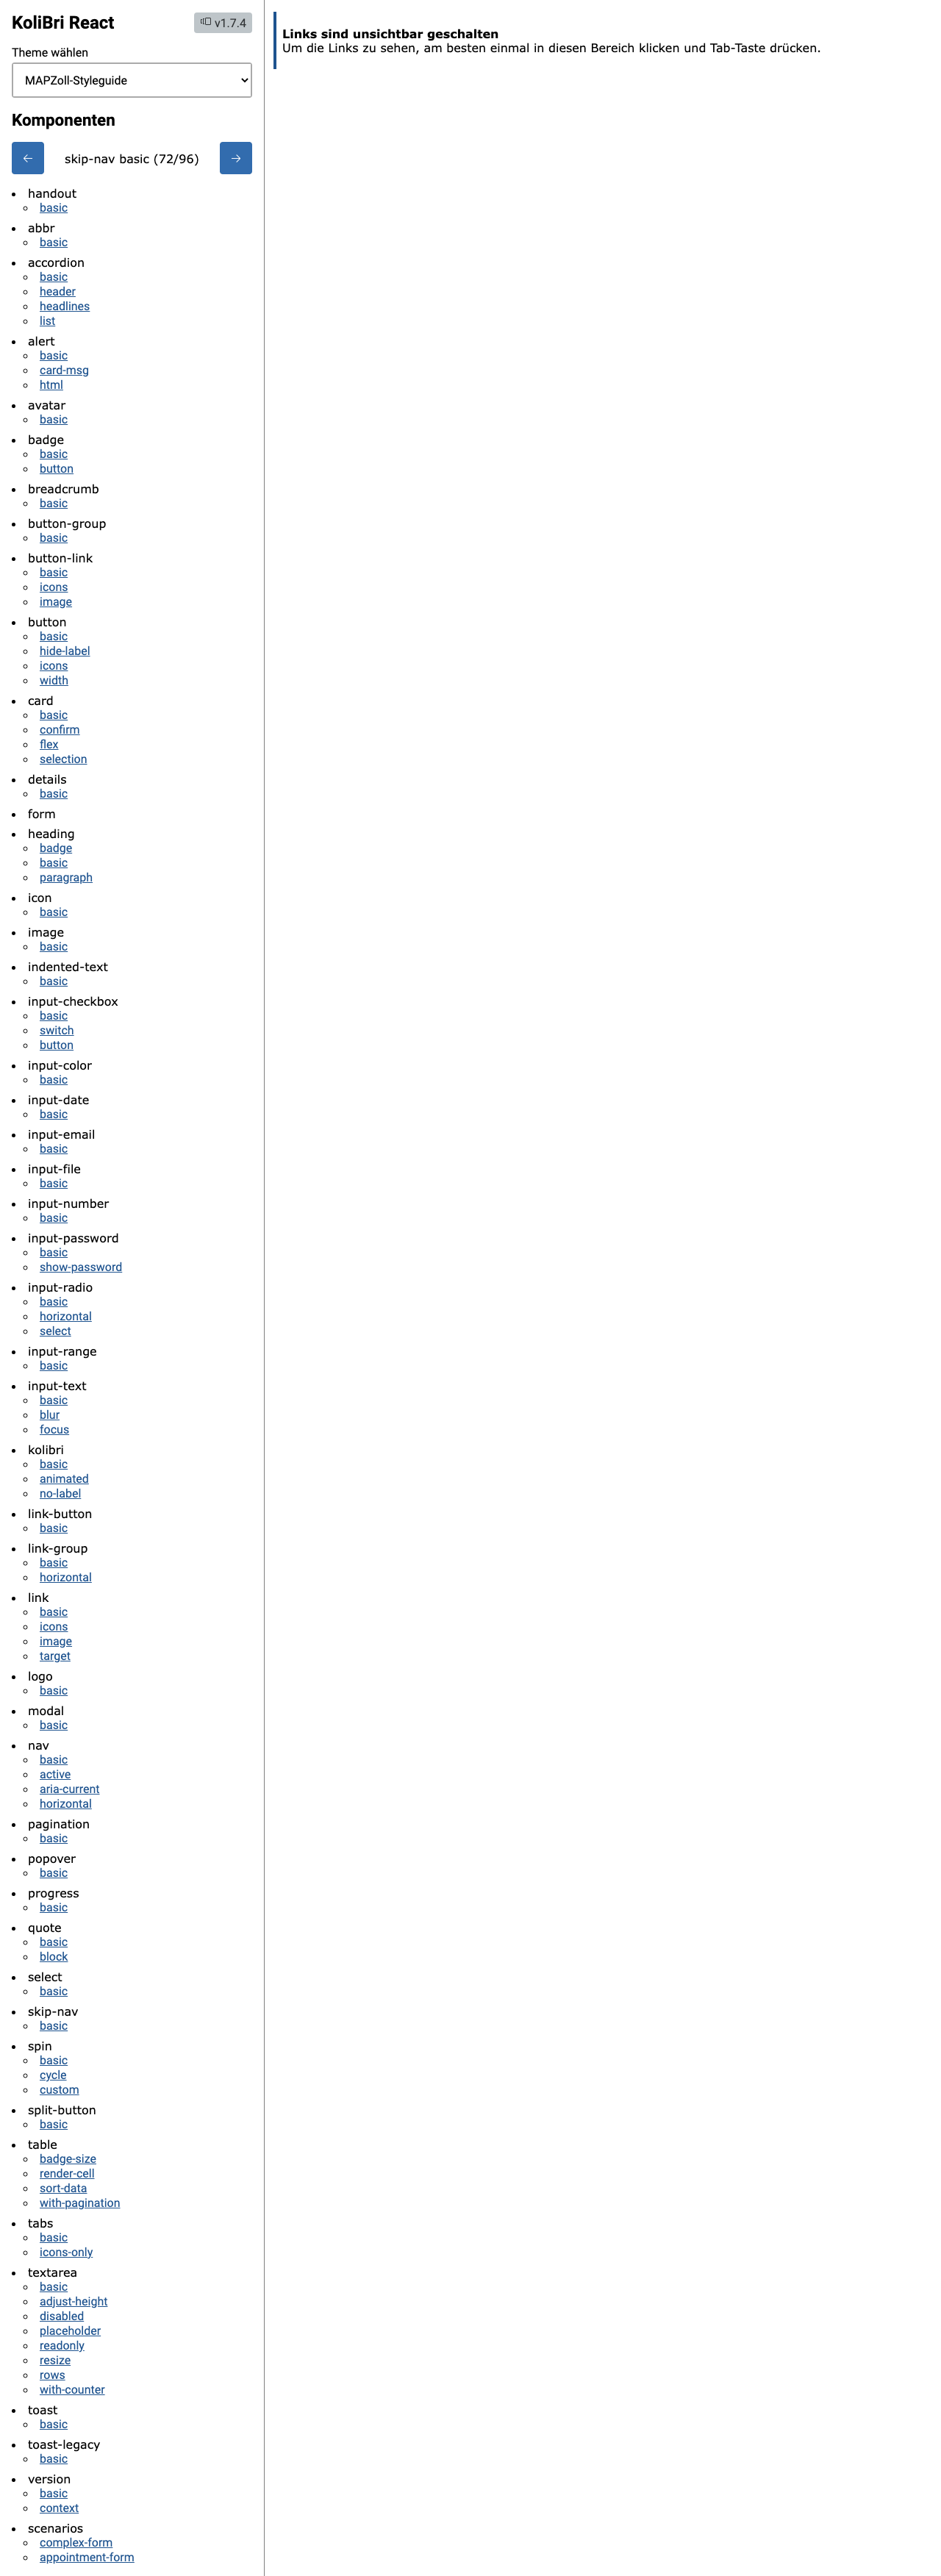 KoliBri React
v1.7.4
Theme wählen
MAPZoll-Styleguide
Komponenten
← skip-nav basic (72/96) →
handout
basic
abbr
basic
accordion
basic
header
headlines
list
alert
basic
card-msg
html
avatar
basic
badge
basic
button
breadcrumb
basic
button-group
basic
button-link
basic
icons
image
button
basic
hide-label
icons
width
card
basic
confirm
flex
selection
details
basic
form
heading
badge
basic
paragraph
icon
basic
image
basic
indented-text
basic
input-checkbox
basic
switch
button
input-color
basic
input-date
basic
input-email
basic
input-file
basic
input-number
basic
input-password
basic
show-password
input-radio
basic
horizontal
select
input-range
basic
input-text
basic
blur
focus
kolibri
basic
animated
no-label
link-button
basic
link-group
basic
horizontal
link
basic
icons
image
target
logo
basic
modal
basic
nav
basic
active
aria-current
horizontal
pagination
basic
popover
basic
progress
basic
quote
basic
block
select
basic
skip-nav
basic
spin
basic
cycle
custom
split-button
basic
table
badge-size
render-cell
sort-data
with-pagination
tabs
basic
icons-only
textarea
basic
adjust-height
disabled
placeholder
readonly
resize
rows
with-counter
toast
basic
toast-legacy
basic
version
basic
context
scenarios
complex-form
appointment-form
Links sind unsichtbar geschalten
Um die Links zu sehen, am besten einmal in diesen Bereich klicken und Tab-Taste drücken.